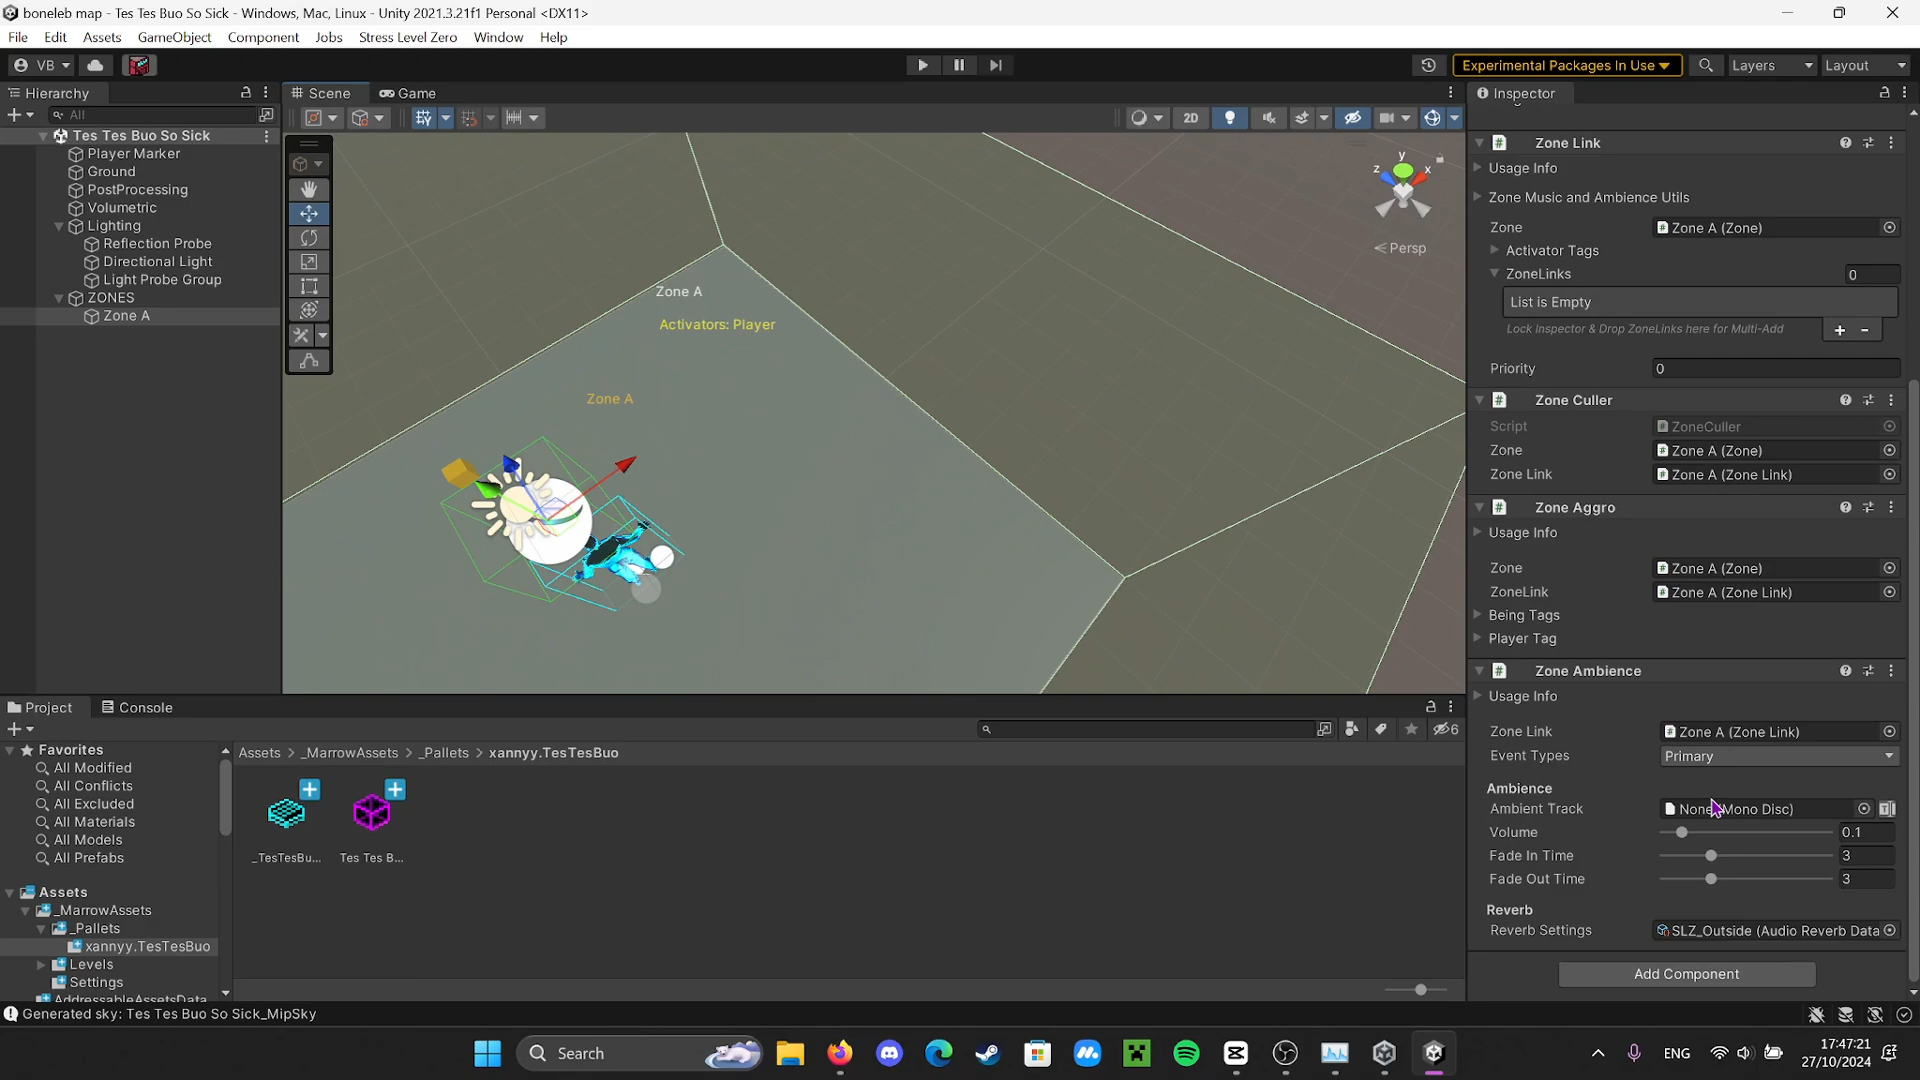 boneleb map - Tes Tes Buo So Sick - Windows, Mac, Linux - Unity 2021.3.21f1 Personal <DX11>
File Edit Assets GameObject Component Jobs Stress Level Zero Window Help
VB Experimental Packages In Use Layers Layout
Hierarchy Scene Game Inspector
All 2D
Tes Tes Buo So Sick
Player Marker
Ground
PostProcessing
Volumetric
Lighting
Reflection Probe
Directional Light
Light Probe Group
ZONES
Zone A
y
z x
Persp
Zone A
Activators: Player
Zone A
Zone Link
Usage Info
Zone Music and Ambience Utils
Zone Zone A (Zone)
Activator Tags
ZoneLinks 0
List is Empty
Lock Inspector & Drop ZoneLinks here for Multi-Add
Priority 0
Zone Culler
Script ZoneCuller
Zone Zone A (Zone)
Zone Link Zone A (Zone Link)
Zone Aggro
Usage Info
Zone Zone A (Zone)
ZoneLink Zone A (Zone Link)
Being Tags
Player Tag
Zone Ambience
Usage Info
Zone Link Zone A (Zone Link)
Event Types Primary
Ambience
Ambient Track None (Mono Disc)
Volume 0.1
Fade In Time 3
Fade Out Time 3
Reverb
Reverb Settings SLZ_Outside (Audio Reverb Data
Add Component
Project Console
6
Favorites
All Modified
All Conflicts
All Excluded
All Materials
All Models
All Prefabs
Assets
_MarrowAssets
_Pallets
xannyy.TesTesBuo
Levels
Settings
AddressableAssetsData
Assets > _MarrowAssets > _Pallets > xannyy.TesTesBuo
_TesTesBu... Tes Tes B...
Generated sky: Tes Tes Buo So Sick_MipSky
Search
ENG
17:47:21
27/10/2024